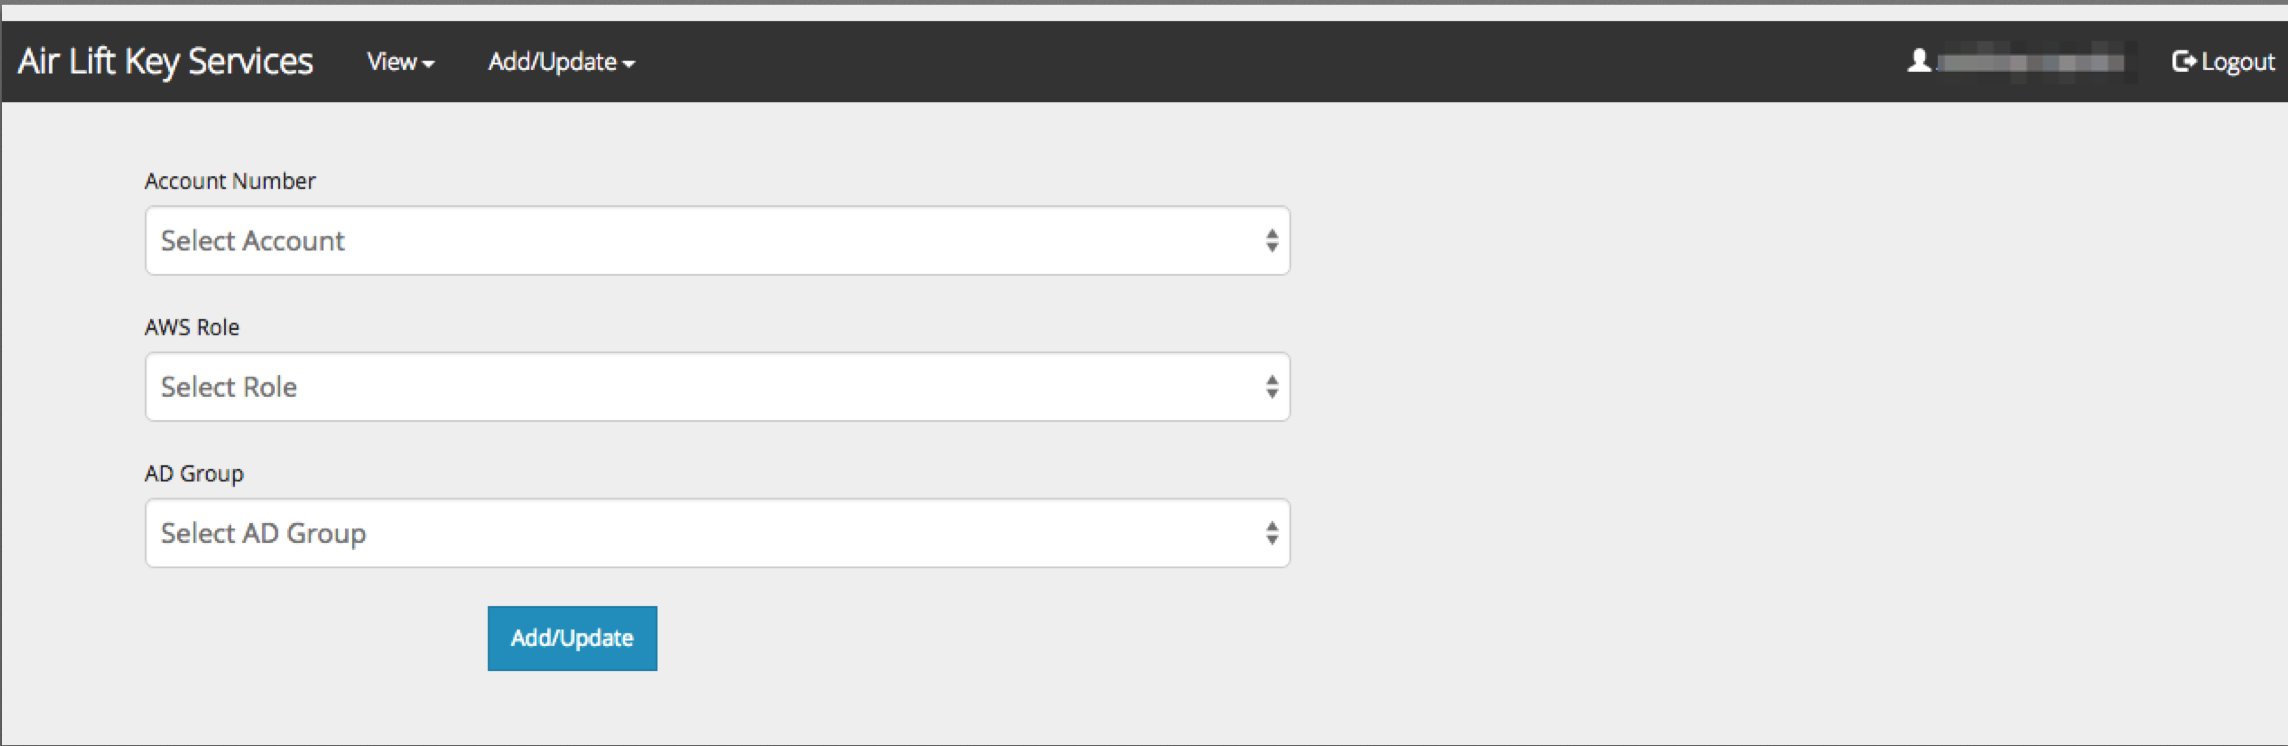 Air Lift Key Services View Add/Update Logout
Account Number
Select Account
AWS Role
Select Role
AD Group
Select AD Group
Add/Update